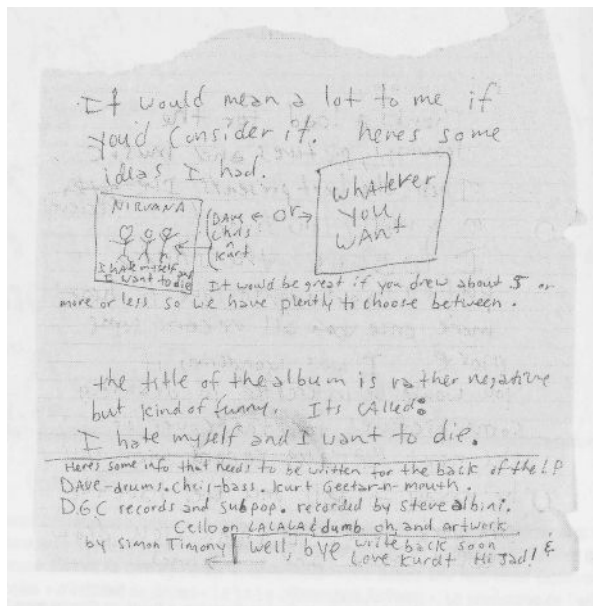 It would mean a lot to me if
you'd consider it. heres some
ideas I had.
NIRVANA
DAVE
Chris
n
Kurt
← or →
whatever
you
want
I hate myself and
I want to die
It would be great if you drew about 5 or
more or less so we have plently to choose between.
the title of the album is rather negative
but kind of funny. Its CAlled:
I hate myself and I want to die.
Heres some info that needs to be written for the back of the LP
DAVE-drums. Chris-bass. Kurt Geetar-n-mouth.
D.G.C records and Subpop. recorded by Steve albini.
Cello on LALALA & dumb oh, and artwork
by Simon Timony
well, bye write back soon &
Love Kurdt Hi Jad!